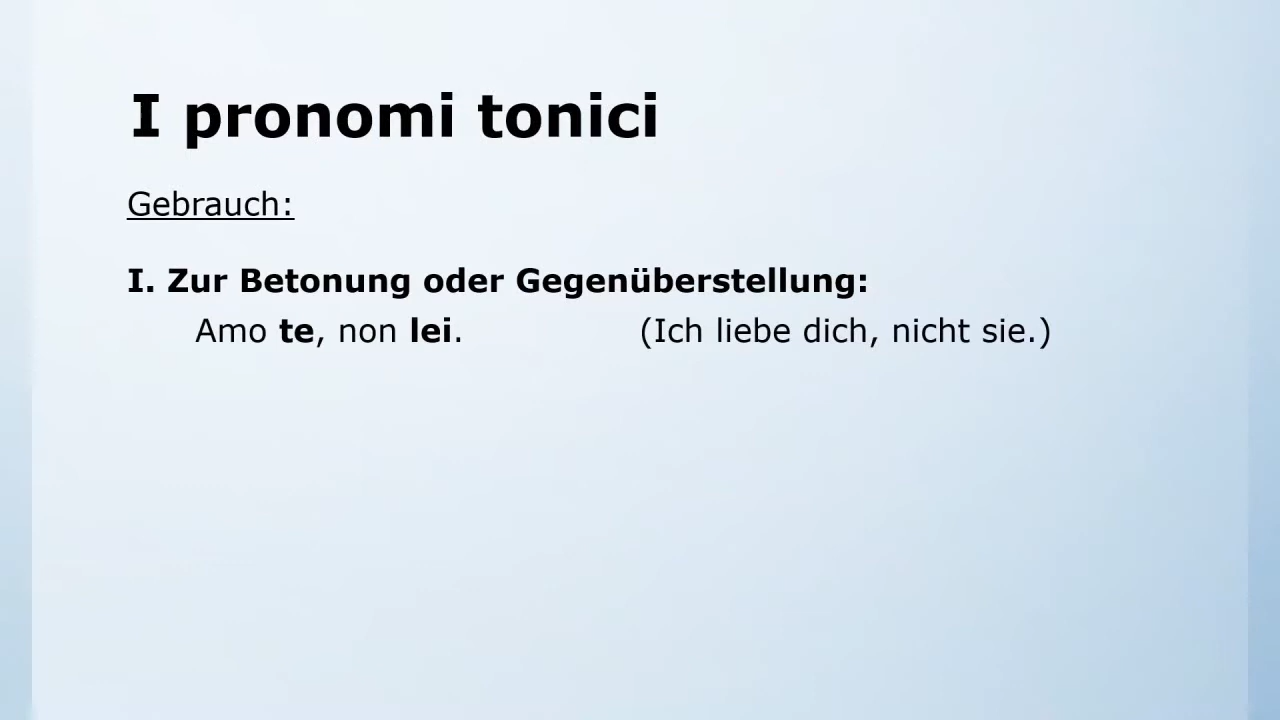 I pronomi tonici
Gebrauch:
I. Zur Betonung oder Gegenüberstellung:
Amo te, non lei. (Ich liebe dich, nicht sie.)